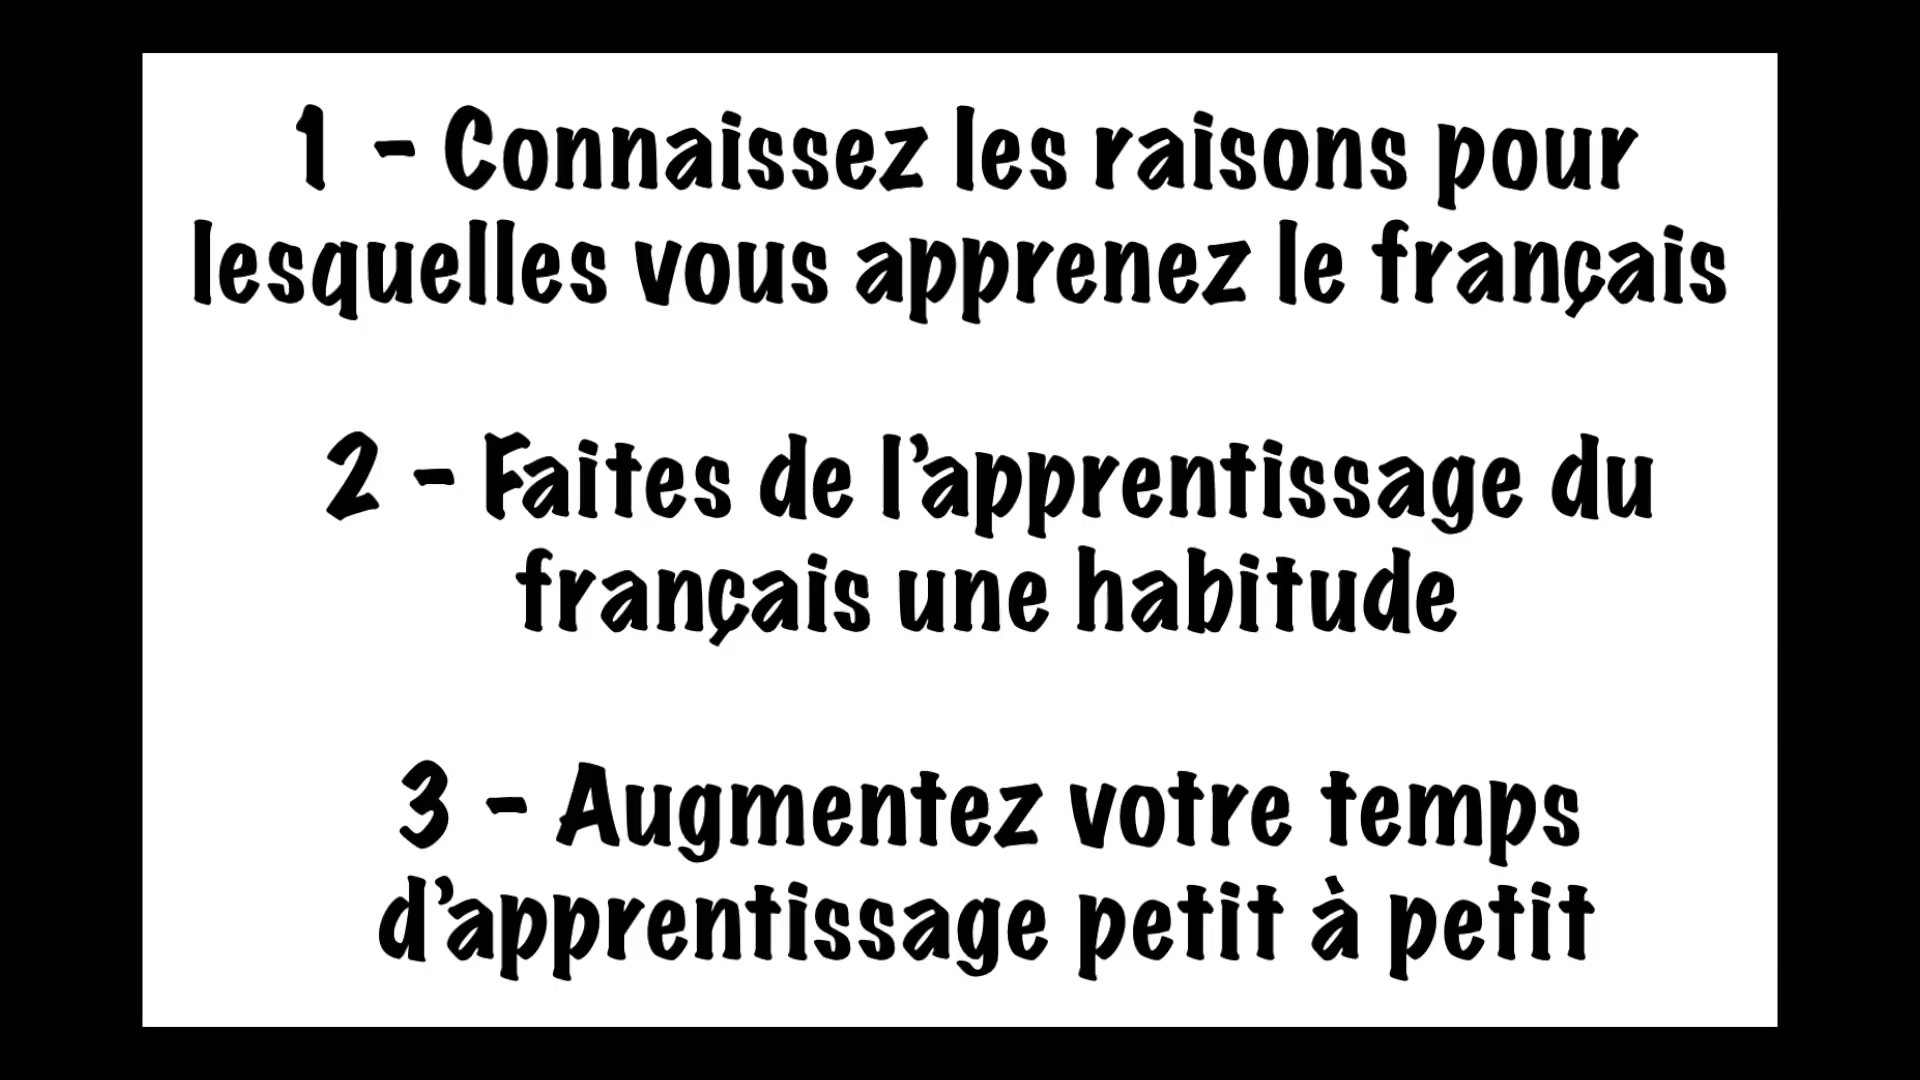 1 - Connaissez les raisons pour
lesquelles vous apprenez le français
2 - Faites de l’apprentissage du
français une habitude
3 - Augmentez votre temps
d’apprentissage petit à petit